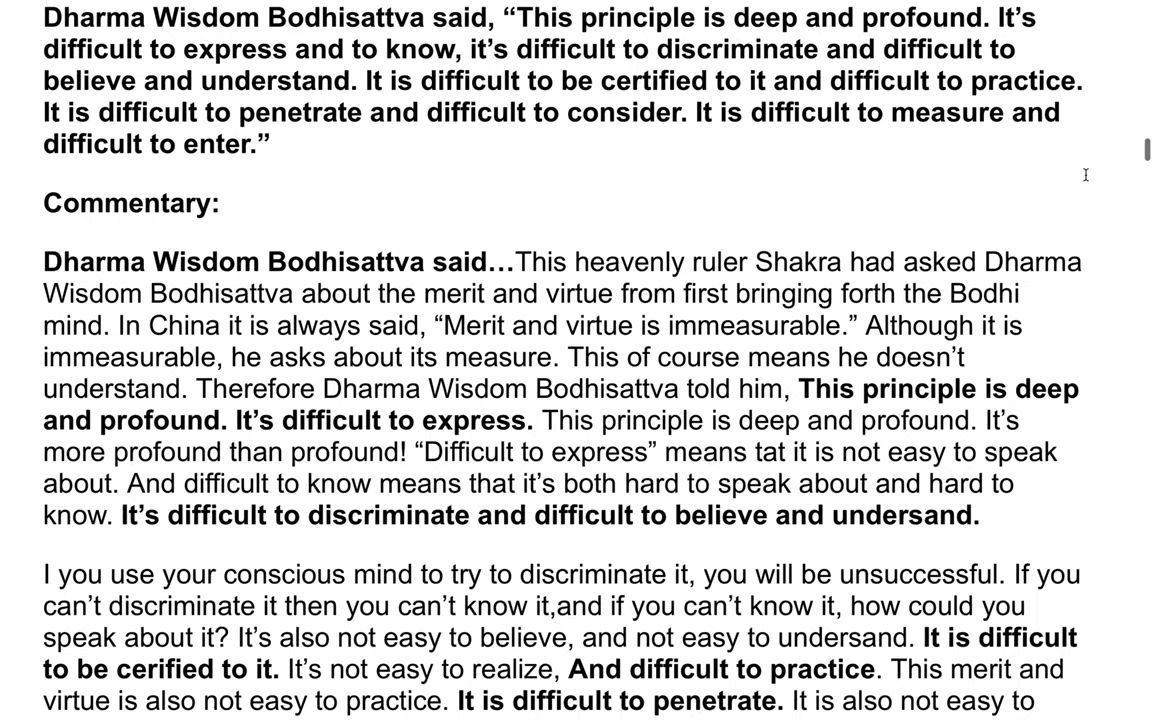 Dharma Wisdom Bodhisattva said, “This principle is deep and profound. It’s
difficult to express and to know, it’s difficult to discriminate and difficult to
believe and understand. It is difficult to be certified to it and difficult to practice.
It is difficult to penetrate and difficult to consider. It is difficult to measure and
difficult to enter.”
Commentary:
Dharma Wisdom Bodhisattva said…This heavenly ruler Shakra had asked Dharma
Wisdom Bodhisattva about the merit and virtue from first bringing forth the Bodhi
mind. In China it is always said, “Merit and virtue is immeasurable.” Although it is
immeasurable, he asks about its measure. This of course means he doesn’t
understand. Therefore Dharma Wisdom Bodhisattva told him, This principle is deep
and profound. It’s difficult to express. This principle is deep and profound. It’s
more profound than profound! “Difficult to express” means tat it is not easy to speak
about. And difficult to know means that it’s both hard to speak about and hard to
know. It’s difficult to discriminate and difficult to believe and undersand.
I you use your conscious mind to try to discriminate it, you will be unsuccessful. If you
can’t discriminate it then you can’t know it,and if you can’t know it, how could you
speak about it? It’s also not easy to believe, and not easy to undersand. It is difficult
to be cerified to it. It’s not easy to realize, And difficult to practice. This merit and
virtue is also not easy to practice. It is difficult to penetrate. It is also not easy to